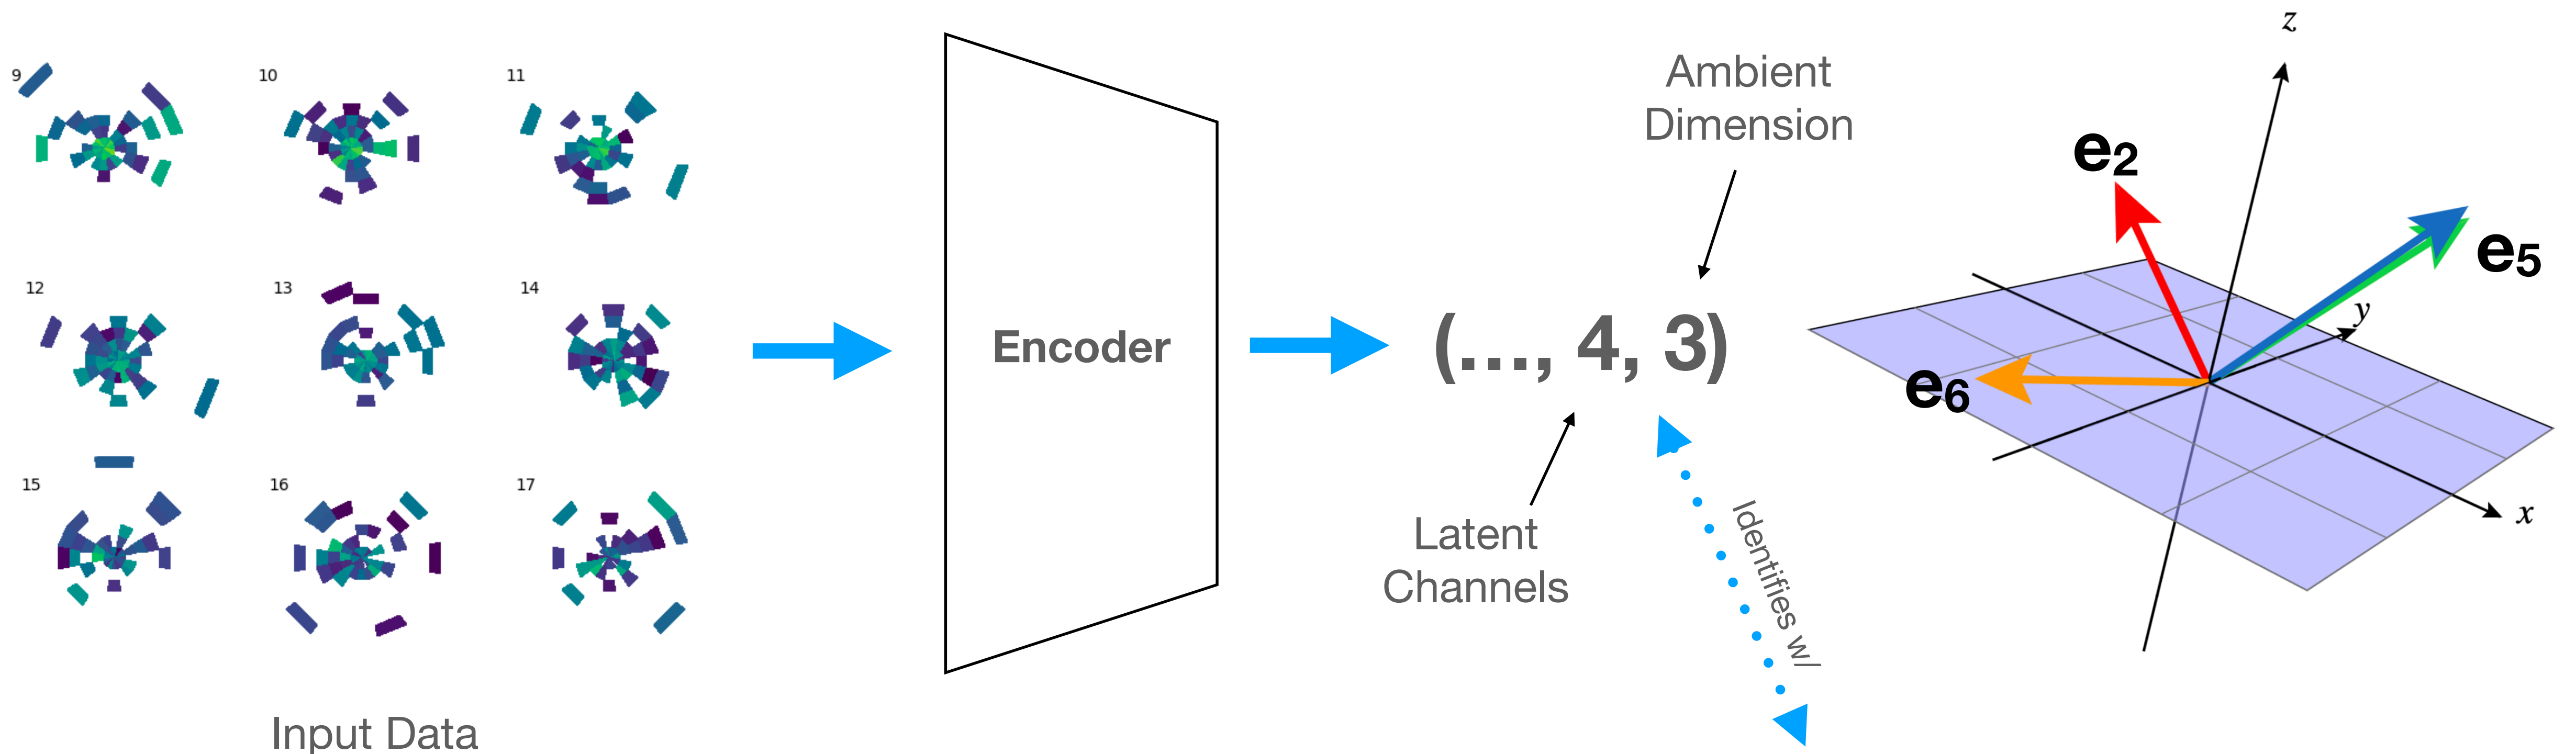 9
10
11
12
13
14
15
16
17
Input Data
Encoder
Ambient
Dimension
(..., 4, 3)
Latent
Channels
Identifies w/
z
e2
e5
y
e6
x